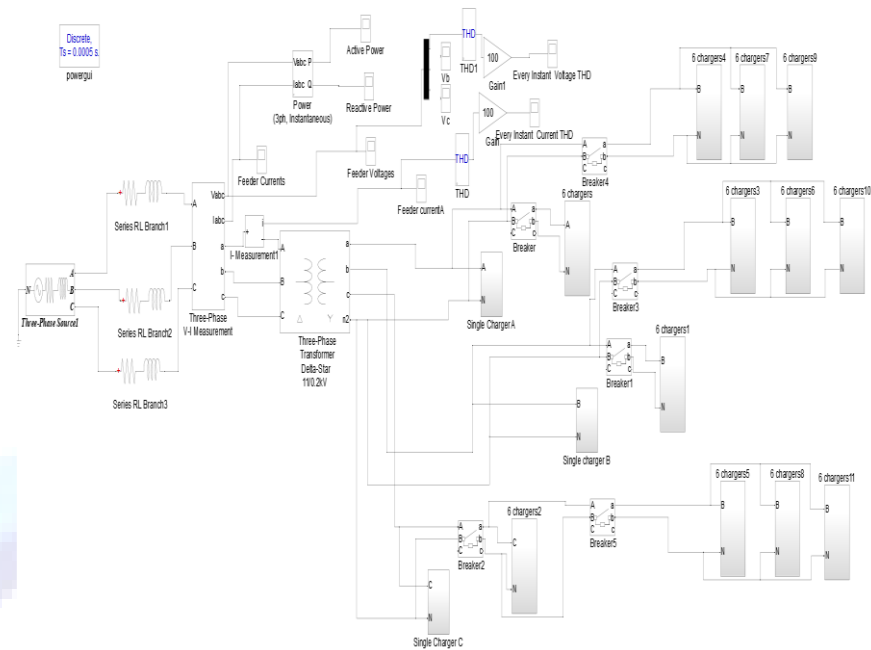 Discrete,
Ts = 0.0005 s.
powergui
Vabc P
Iabc Q
Power
(3ph, Instantaneous)
Active Power
Reactive Power
Feeder Currents
Feeder Voltages
Feeder currentA
Vb
Vc
THD
THD1
100
Gain1
Every Instant Voltage THD
THD
THD
100
Gain
Every Instant Current THD
A a
B b
C c
Breaker4
6 chargers4
6 chargers7
6 chargers9
B
N
B
B
N
Series RL Branch1
Series RL Branch2
Series RL Branch3
N
A
B
C
Three-Phase Source1
A
B
C
Vabc
Iabc
a
b
c
Three-Phase
V-I Measurement
+
i
I-Measurement1
A
B
C
a
b
c
n2
Δ Y
Three-Phase
Transformer
Delta-Star
11/0.2kV
A
N
Single Charger A
A a
B b
C c
Breaker
6 chargers
A
N
A a
B b
C c
Breaker3
6 chargers3
6 chargers6
6 chargers10
B
N
B
B
N
A a
B b
C c
Breaker1
6 chargers1
B
N
B
N
Single charger B
A a
B b
C c
Breaker2
6 chargers2
C
N
A a
B b
C c
Breaker5
6 chargers5
6 chargers8
6 chargers11
B
N
B
N
B
N
C
N
Single Charger C